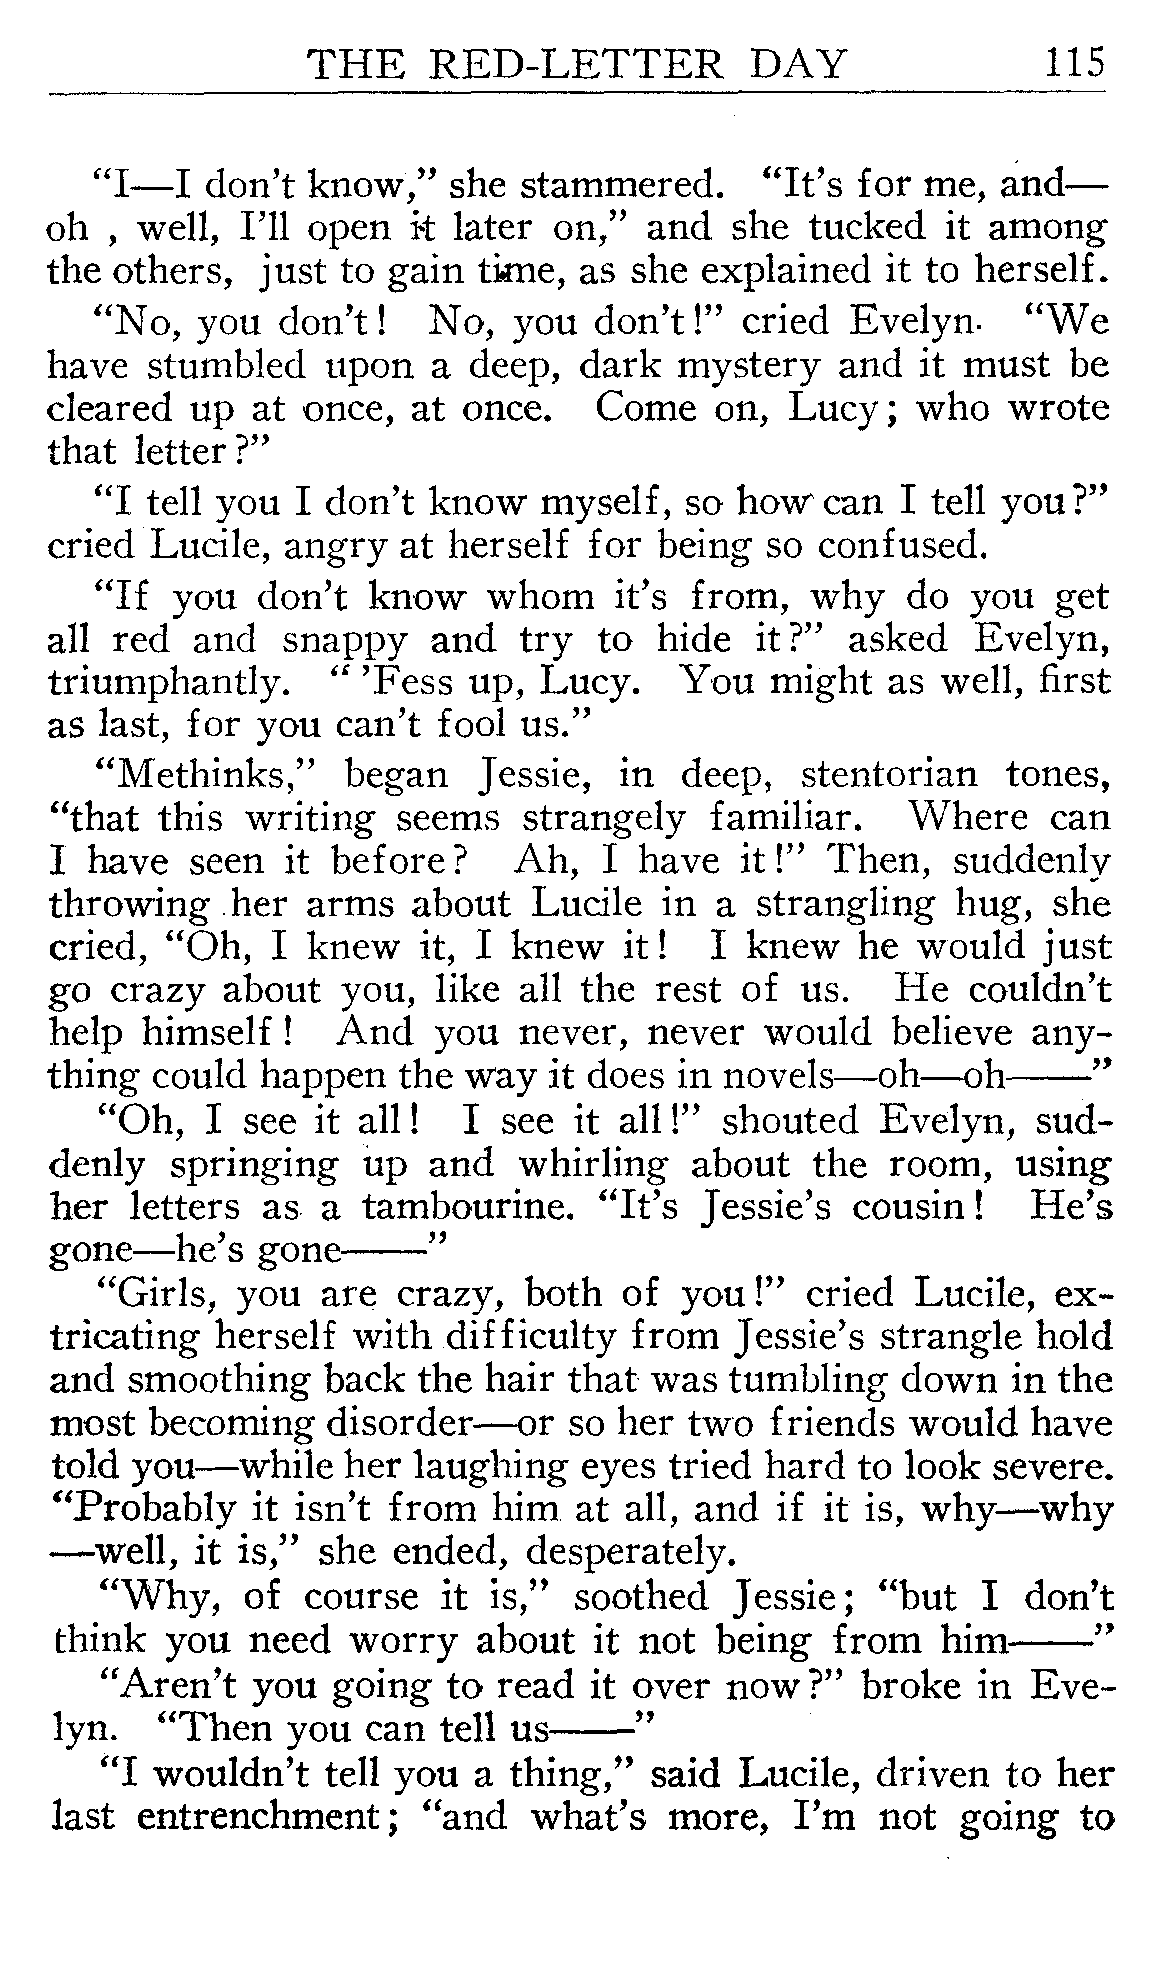 THE RED-LETTER DAY 115
“I—I don’t know,” she stammered. “It’s for me, and—
oh , well, I’ll open it later on,” and she tucked it among
the others, just to gain time, as she explained it to herself.
“No, you don’t! No, you don’t!” cried Evelyn. “We
have stumbled upon a deep, dark mystery and it must be
cleared up at once, at once. Come on, Lucy; who wrote
that letter?”
“I tell you I don’t know myself, so how can I tell you?”
cried Lucile, angry at herself for being so confused.
“If you don’t know whom it’s from, why do you get
all red and snappy and try to hide it?” asked Evelyn,
triumphantly. “ ’Fess up, Lucy. You might as well, first
as last, for you can’t fool us.”
“Methinks,” began Jessie, in deep, stentorian tones,
“that this writing seems strangely familiar. Where can
I have seen it before? Ah, I have it!” Then, suddenly
throwing her arms about Lucile in a strangling hug, she
cried, “Oh, I knew it, I knew it! I knew he would just
go crazy about you, like all the rest of us. He couldn’t
help himself! And you never, never would believe any-
thing could happen the way it does in novels—oh—oh——”
“Oh, I see it all! I see it all!” shouted Evelyn, sud-
denly springing up and whirling about the room, using
her letters as a tambourine. “It’s Jessie’s cousin! He’s
gone—he’s gone——”
“Girls, you are crazy, both of you!” cried Lucile, ex-
tricating herself with difficulty from Jessie’s strangle hold
and smoothing back the hair that was tumbling down in the
most becoming disorder—or so her two friends would have
told you—while her laughing eyes tried hard to look severe.
“Probably it isn’t from him at all, and if it is, why—why
—well, it is,” she ended, desperately.
“Why, of course it is,” soothed Jessie; “but I don’t
think you need worry about it not being from him——”
“Aren’t you going to read it over now?” broke in Eve-
lyn. “Then you can tell us——”
“I wouldn’t tell you a thing,” said Lucile, driven to her
last entrenchment; “and what’s more, I’m not going to